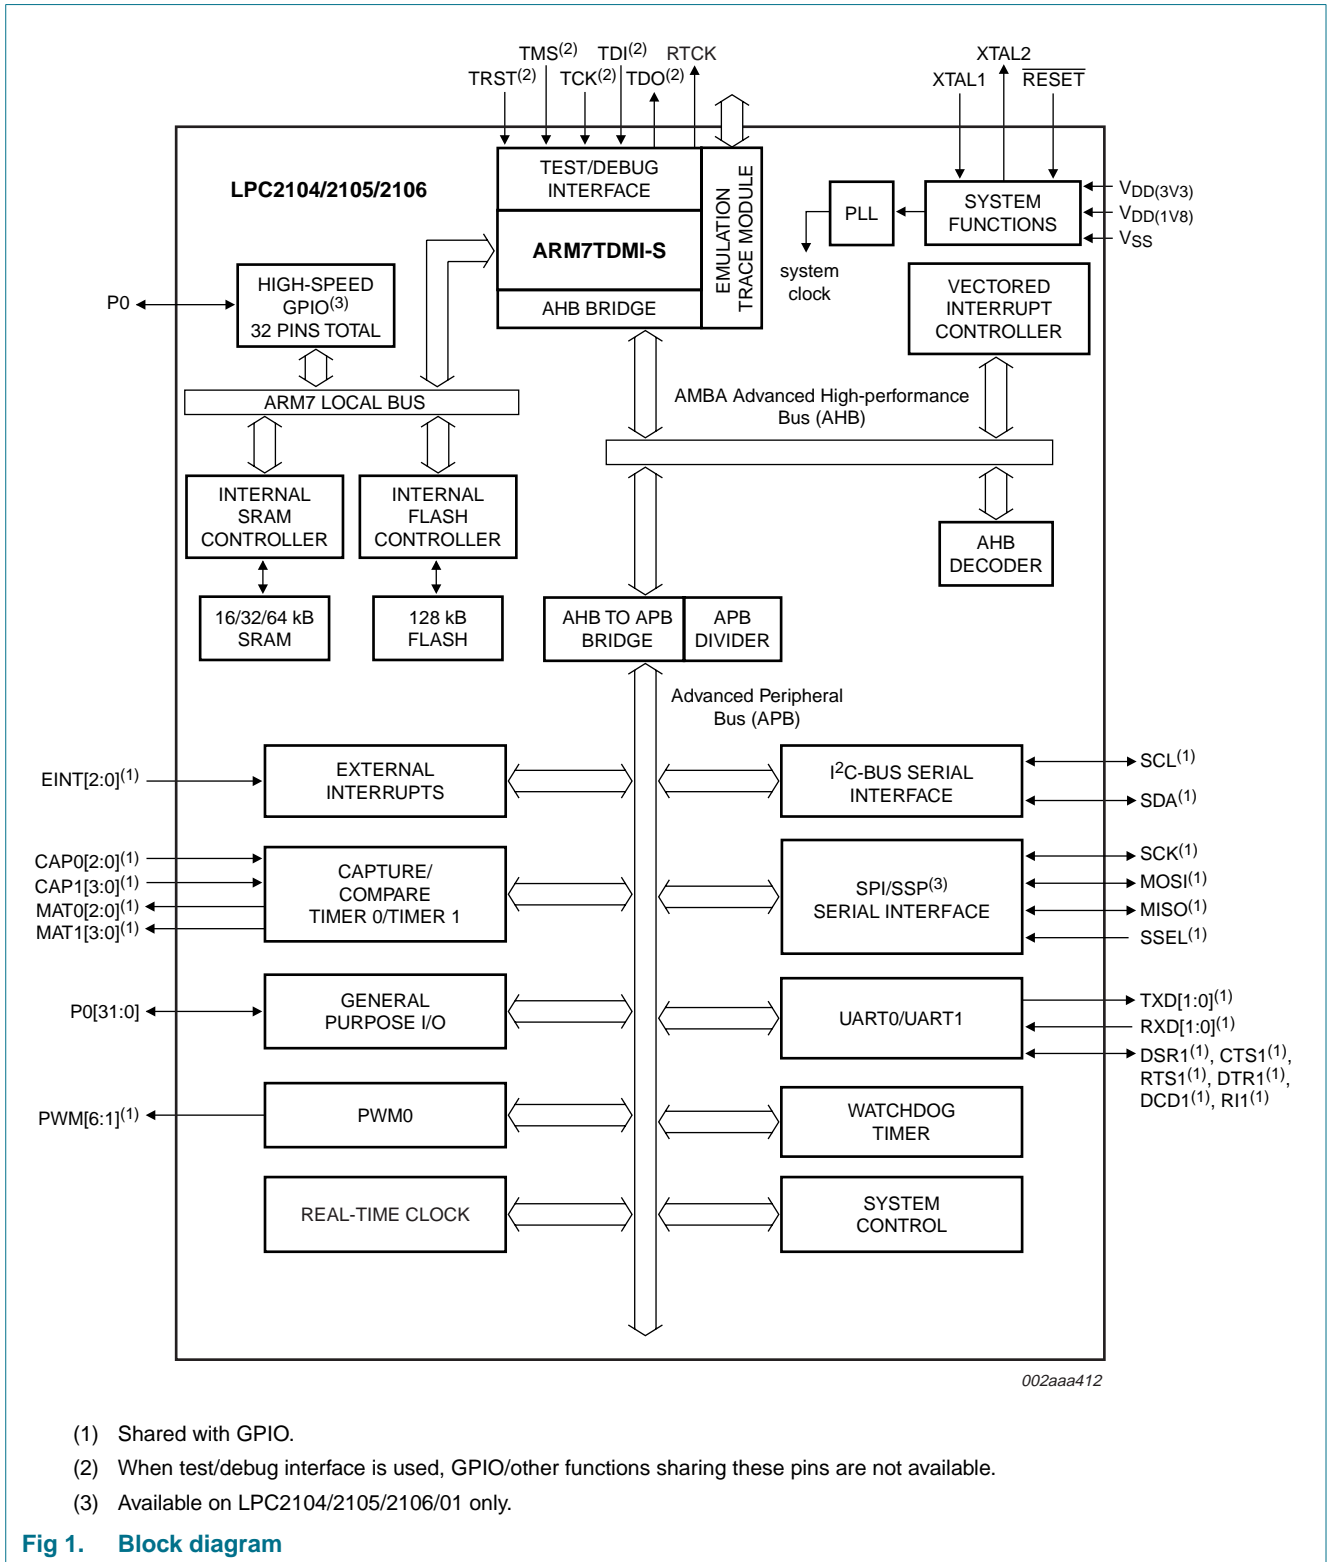 TMS(2) TDI(2) RTCK
TRST(2) TCK(2) TDO(2)
XTAL2
XTAL1 RESET
LPC2104/2105/2106
TEST/DEBUG
INTERFACE
ARM7TDMI-S
AHB BRIDGE
EMULATION
TRACE MODULE
PLL
SYSTEM
FUNCTIONS
VDD(3V3)
VDD(1V8)
VSS
system
clock
P0
HIGH-SPEED
GPIO(3)
32 PINS TOTAL
VECTORED
INTERRUPT
CONTROLLER
ARM7 LOCAL BUS
AMBA Advanced High-performance
Bus (AHB)
INTERNAL
SRAM
CONTROLLER
INTERNAL
FLASH
CONTROLLER
AHB
DECODER
16/32/64 kB
SRAM
128 kB
FLASH
AHB TO APB
BRIDGE
APB
DIVIDER
Advanced Peripheral
Bus (APB)
EINT[2:0](1)
EXTERNAL
INTERRUPTS
I2C-BUS SERIAL
INTERFACE
SCL(1)
SDA(1)
CAP0[2:0](1)
CAP1[3:0](1)
MAT0[2:0](1)
MAT1[3:0](1)
CAPTURE/
COMPARE
TIMER 0/TIMER 1
SPI/SSP(3)
SERIAL INTERFACE
SCK(1)
MOSI(1)
MISO(1)
SSEL(1)
P0[31:0]
GENERAL
PURPOSE I/O
UART0/UART1
TXD[1:0](1)
RXD[1:0](1)
DSR1(1), CTS1(1),
RTS1(1), DTR1(1),
DCD1(1), RI1(1)
PWM[6:1](1)
PWM0
WATCHDOG
TIMER
REAL-TIME CLOCK
SYSTEM
CONTROL
002aaa412
(1) Shared with GPIO.
(2) When test/debug interface is used, GPIO/other functions sharing these pins are not available.
(3) Available on LPC2104/2105/2106/01 only.
Fig 1. Block diagram